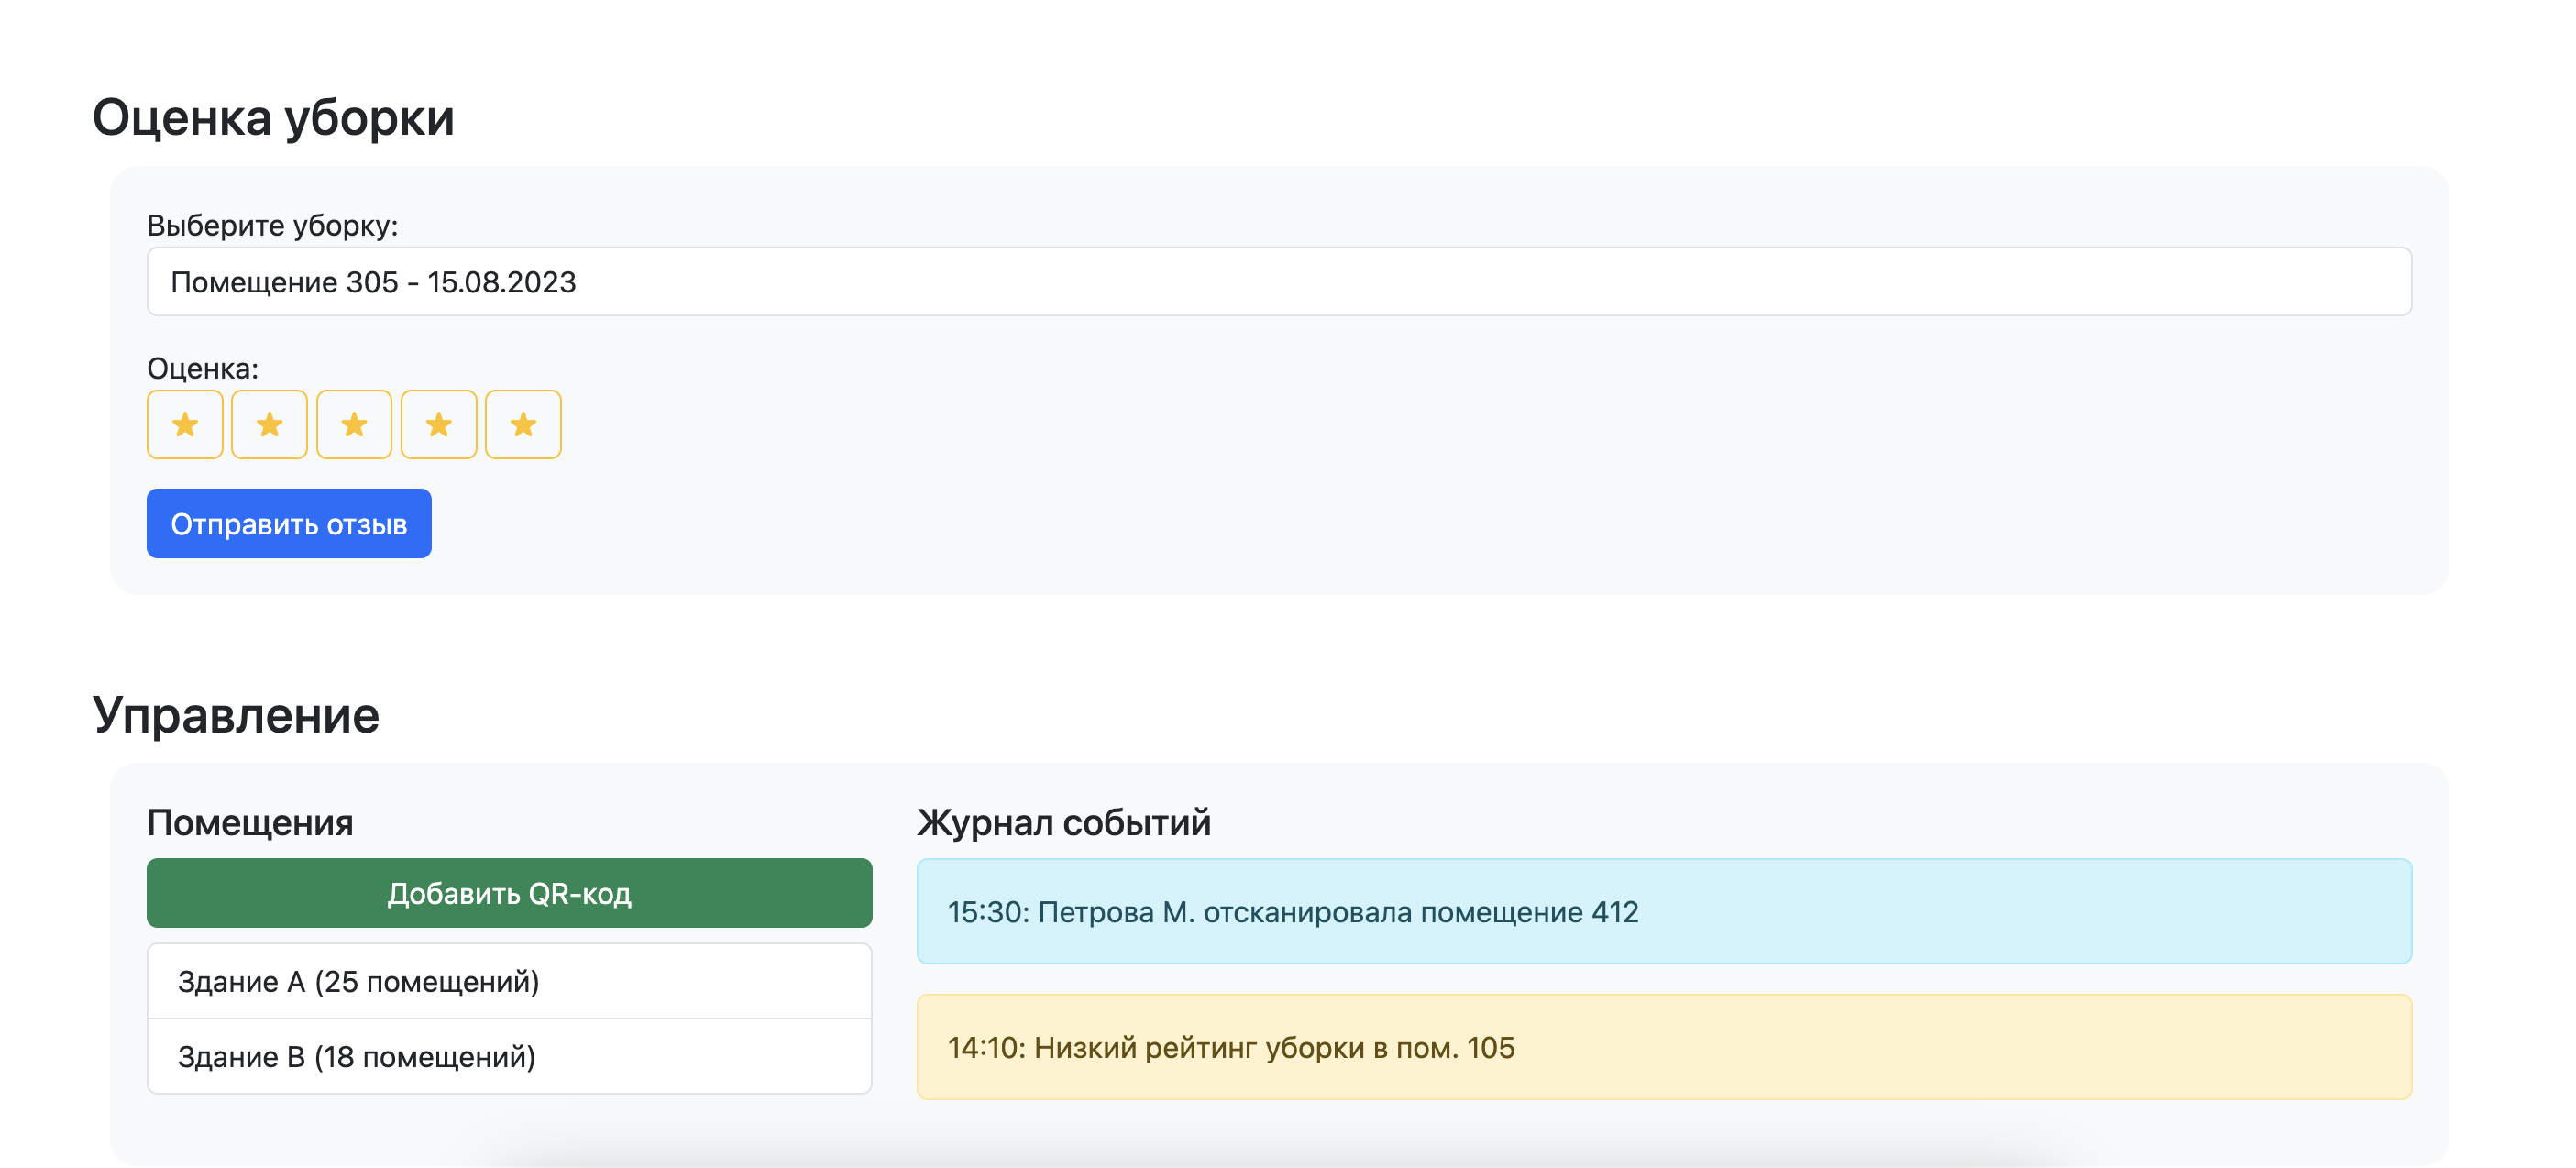 Оценка уборки
Выберите уборку:
Помещение 305 - 15.08.2023
Оценка:
Отправить отзыв
Управление
Помещения
Добавить QR-код
Здание A (25 помещений)
Здание B (18 помещений)
Журнал событий
15:30: Петрова М. отсканировала помещение 412
14:10: Низкий рейтинг уборки в пом. 105